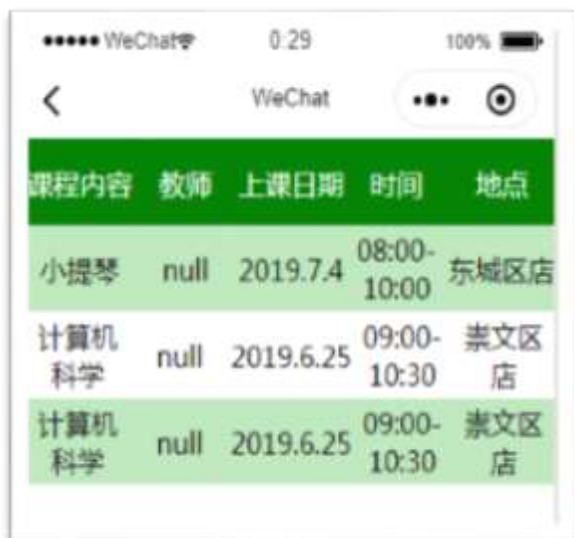 WeChat 0:29 100%
WeChat
课程内容 教师 上课日期 时间 地点
小提琴 null 2019.7.4 08:00-10:00 东城区店
计算机科学 null 2019.6.25 09:00-10:30 崇文区店
计算机科学 null 2019.6.25 09:00-10:30 崇文区店